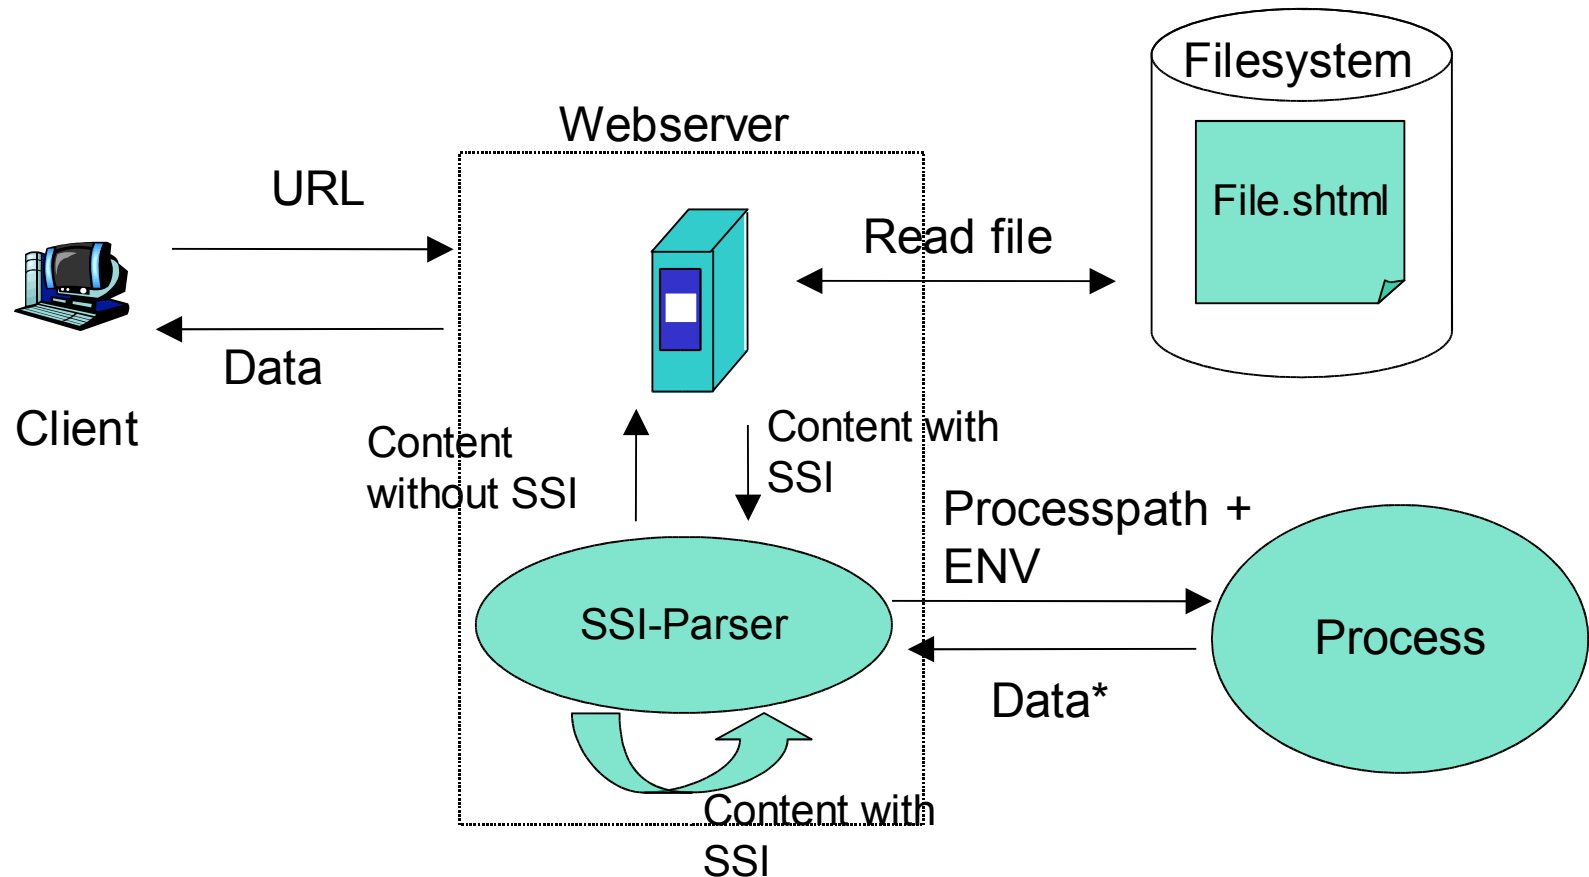 Filesystem
Webserver
URL
File.shtml
Read file
Data
Client
Content
without SSI
Content with
SSI
Processpath +
ENV
SSI-Parser
Process
Data*
Content with
SSI